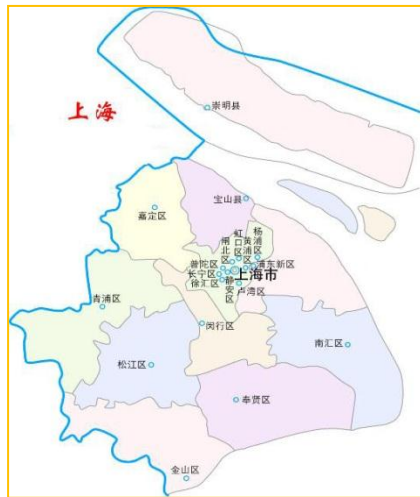 崇明县
上海
宝山县
嘉定区
杨浦区
虹口区
黄浦区
闸北区
普陀区
浦东新区
长宁区
上海市
徐汇区
静安区
卢湾区
青浦区
闵行区
南汇区
松江区
奉贤区
金山区